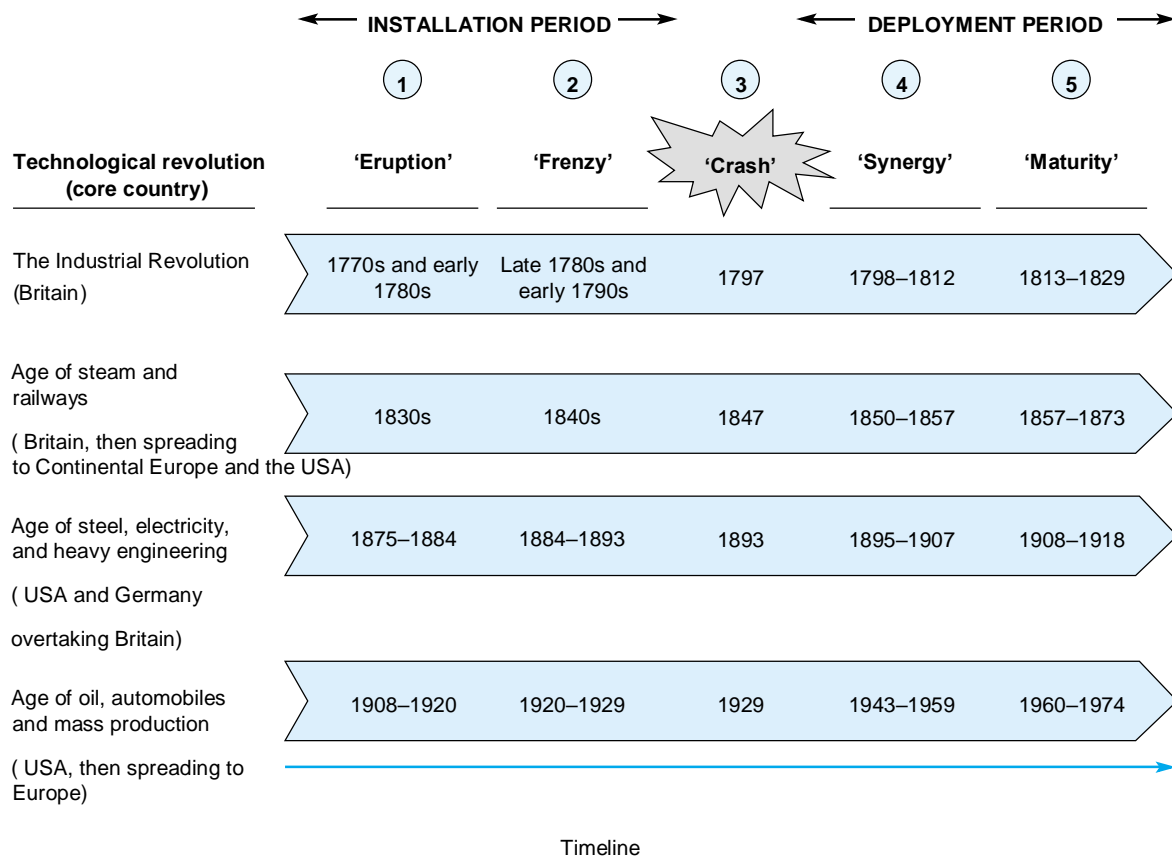 INSTALLATION PERIOD
DEPLOYMENT PERIOD
1
2
3
4
5
Technological revolution
(core country)
‘Eruption’
‘Frenzy’
‘Crash’
‘Synergy’
‘Maturity’
The Industrial Revolution
(Britain)
1770s and early
1780s
Late 1780s and
early 1790s
1797
1798–1812
1813–1829
Age of steam and
railways
( Britain, then spreading
to Continental Europe and the USA)
1830s
1840s
1847
1850–1857
1857–1873
Age of steel, electricity,
and heavy engineering
( USA and Germany
overtaking Britain)
1875–1884
1884–1893
1893
1895–1907
1908–1918
Age of oil, automobiles
and mass production
( USA, then spreading to
Europe)
1908–1920
1920–1929
1929
1943–1959
1960–1974
Timeline